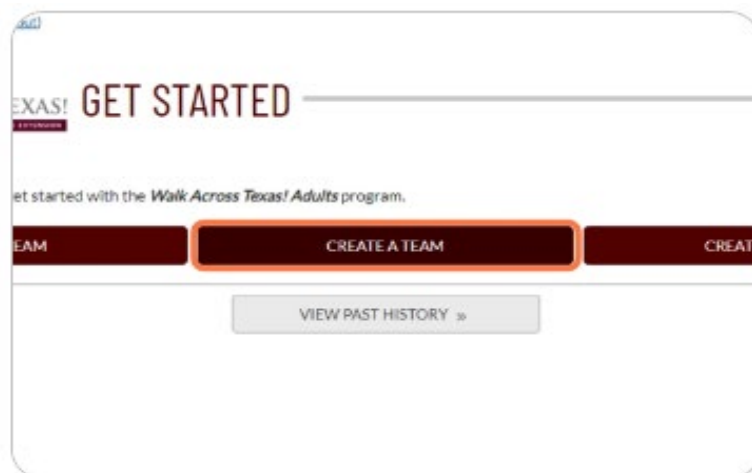 EXAS! GET STARTED
et started with the Walk Across Texas! Adults program.
EAM CREATE A TEAM CREAT
VIEW PAST HISTORY »